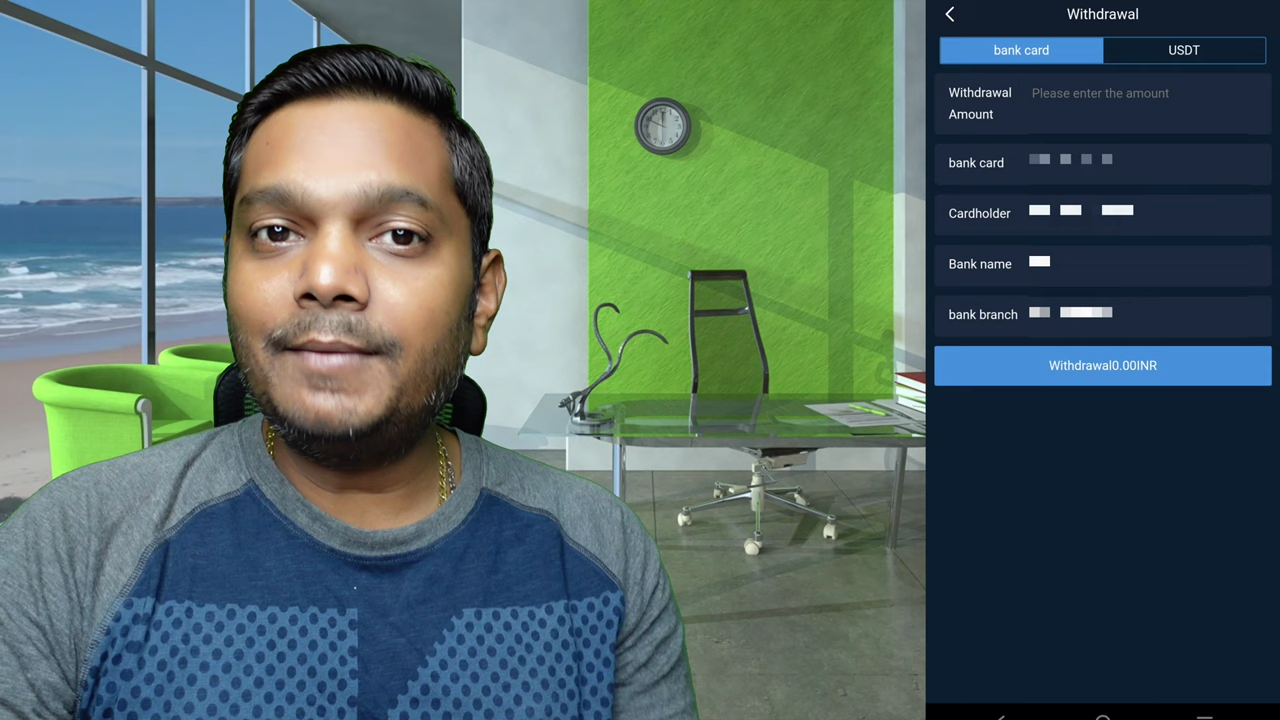 Withdrawal
bank card
USDT
Withdrawal
Amount
Please enter the amount
bank card
Cardholder
Bank name
bank branch
Withdrawal0.00INR